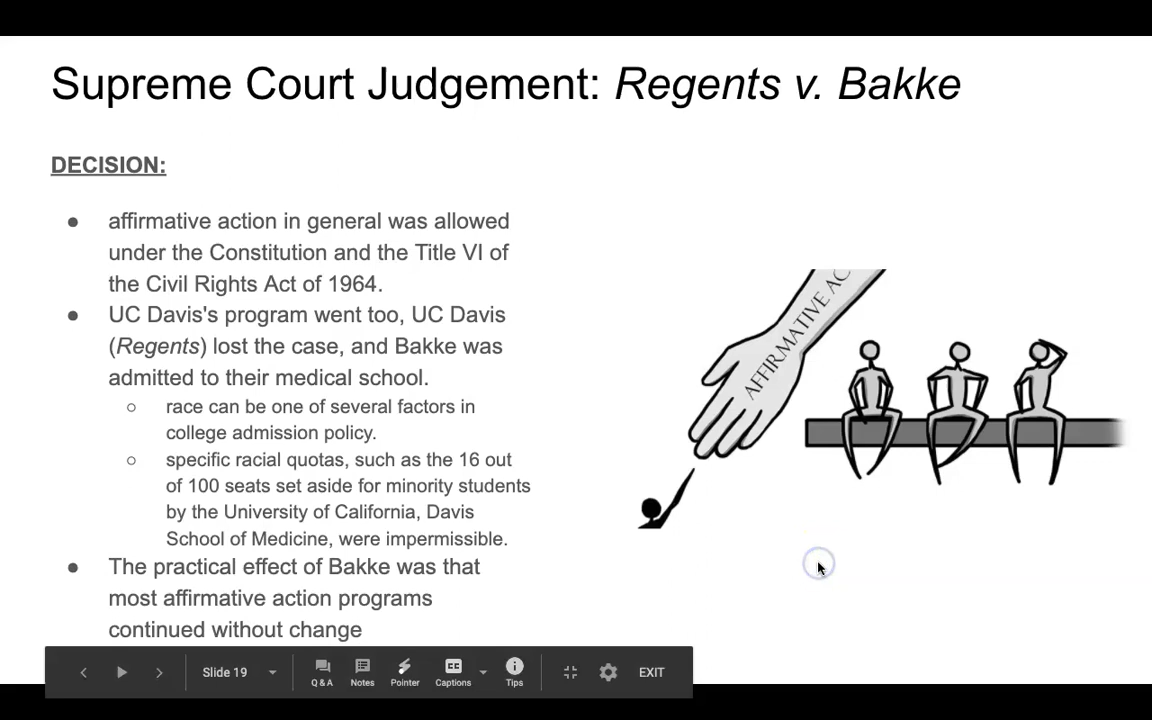 Supreme Court Judgement: Regents v. Bakke
DECISION:
● affirmative action in general was allowed
under the Constitution and the Title VI of
the Civil Rights Act of 1964.
● UC Davis's program went too, UC Davis
(Regents) lost the case, and Bakke was
admitted to their medical school.
○ race can be one of several factors in
college admission policy.
○ specific racial quotas, such as the 16 out
of 100 seats set aside for minority students
by the University of California, Davis
School of Medicine, were impermissible.
● The practical effect of Bakke was that
most affirmative action programs
continued without change
AFFIRMATIVE AC
Slide 19
Q & A
Notes
Pointer
CC
Captions
Tips
EXIT